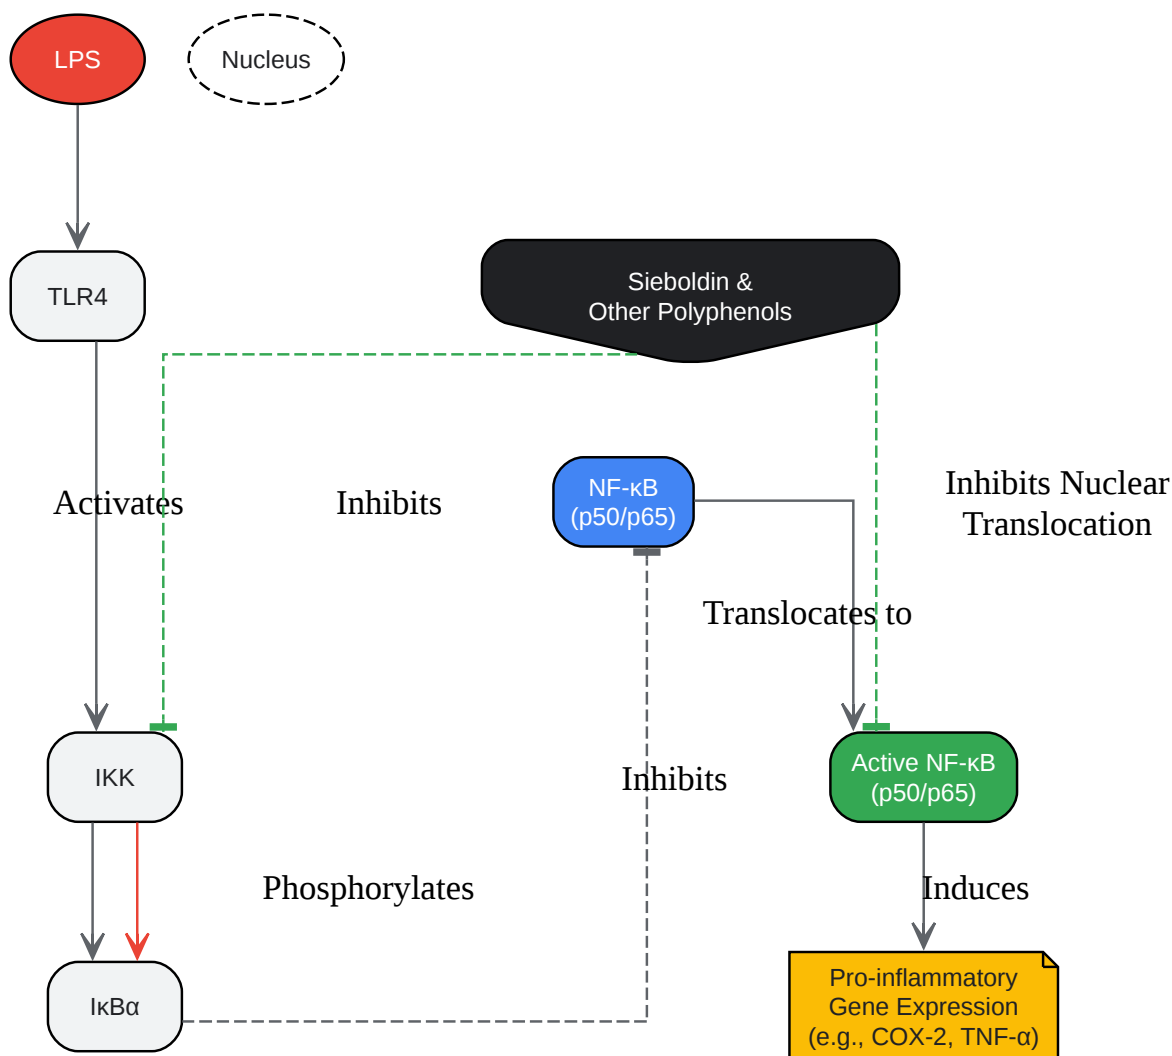 LPS
Nucleus
TLR4
Sieboldin &
Other Polyphenols
Activates
Inhibits
NF-κB
(p50/p65)
Inhibits Nuclear
Translocation
Translocates to
IKK
Inhibits
Active NF-κB
(p50/p65)
Phosphorylates
Induces
IκBα
Pro-inflammatory
Gene Expression
(e.g., COX-2, TNF-α)